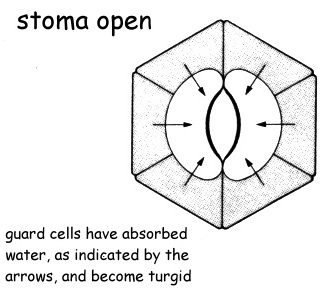 stoma open
guard cells have absorbed
water, as indicated by the
arrows, and become turgid